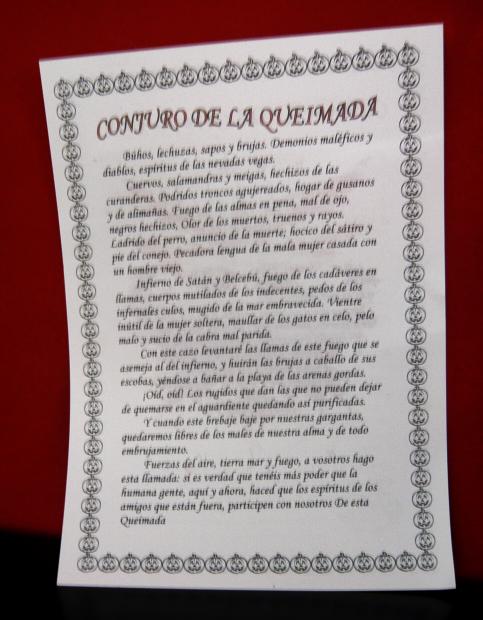 CONJURO DE LA QUEIMADA
Búhos, lechuzas, sapos y brujas. Demonios maléficos y
diablos, espíritus de las nevadas vegas.
Cuervos, salamandras y meigas, hechizos de las
curanderas. Podridos troncos agujereados, hogar de gusanos
y de alimañas. Fuego de las almas en pena, mal de ojo,
negros hechizos, Olor de los muertos, truenos y rayos.
Ladrido del perro, anuncio de la muerte; hocico del sátiro y
pie del conejo. Pecadora lengua de la mala mujer casada con
un hombre viejo.
Infierno de Satán y Belcebú, fuego de los cadáveres en
llamas, cuerpos mutilados de los indecentes, pedos de los
infernales culos, mugido de la mar embravecida. Vientre
inútil de la mujer soltera, maullar de los gatos en celo, pelo
malo y sucio de la cabra mal parida.
Con este cazo levantaré las llamas de este fuego que se
asemeja al del infierno, y huirán las brujas a caballo de sus
escobas, yéndose a bañar a la playa de las arenas gordas.
¡Oíd, oíd! Los rugidos que dan las que no pueden dejar
de quemarse en el aguardiente quedando así purificadas.
Y cuando este brebaje baje por nuestras gargantas,
quedaremos libres de los males de nuestra alma y de todo
embrujamiento.
Fuerzas del aire, tierra mar y fuego, a vosotros hago
esta llamada: si es verdad que tenéis más poder que la
humana gente, aquí y ahora, haced que los espíritus de los
amigos que están fuera, participen con nosotros De esta
Queimada